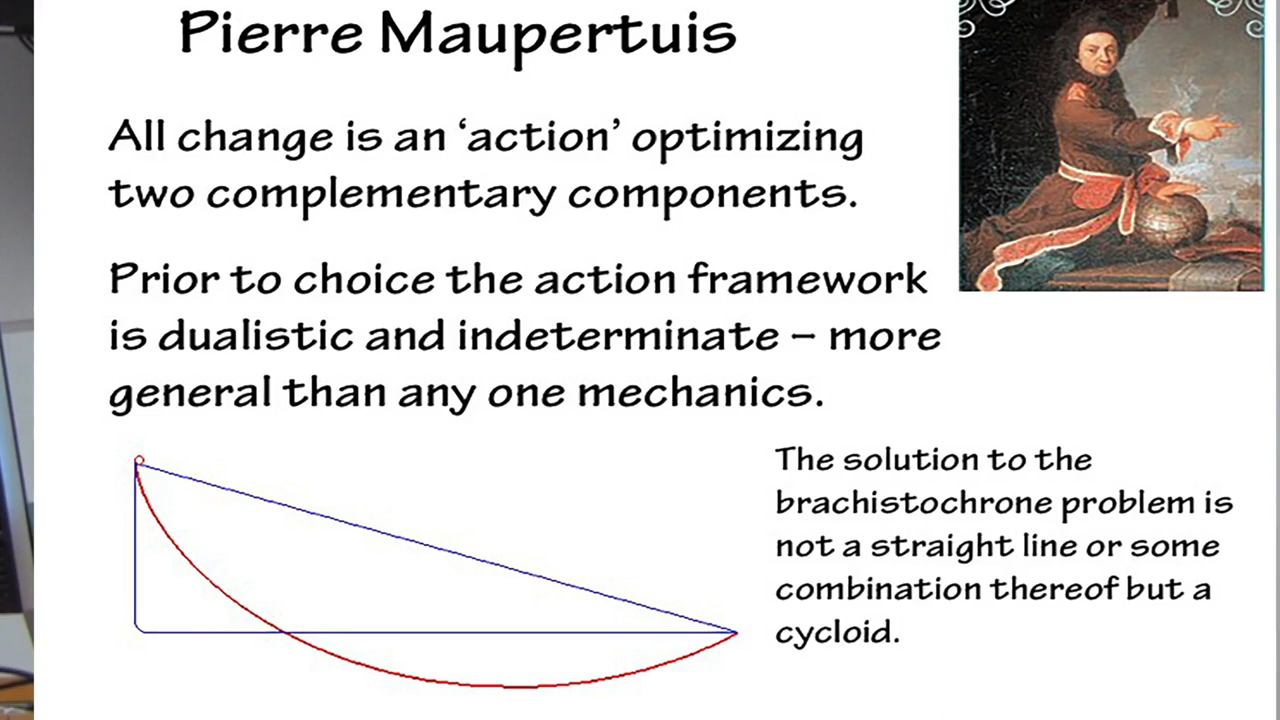 Pierre Maupertuis
All change is an ‘action’ optimizing
two complementary components.
Prior to choice the action framework
is dualistic and indeterminate – more
general than any one mechanics.
The solution to the
brachistochrone problem is
not a straight line or some
combination thereof but a
cycloid.